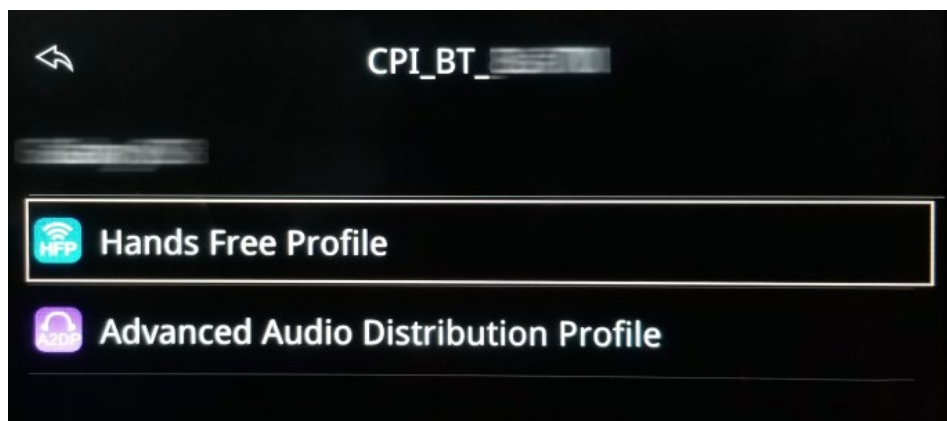 CPI_BT_
HFP Hands Free Profile
A2DP Advanced Audio Distribution Profile